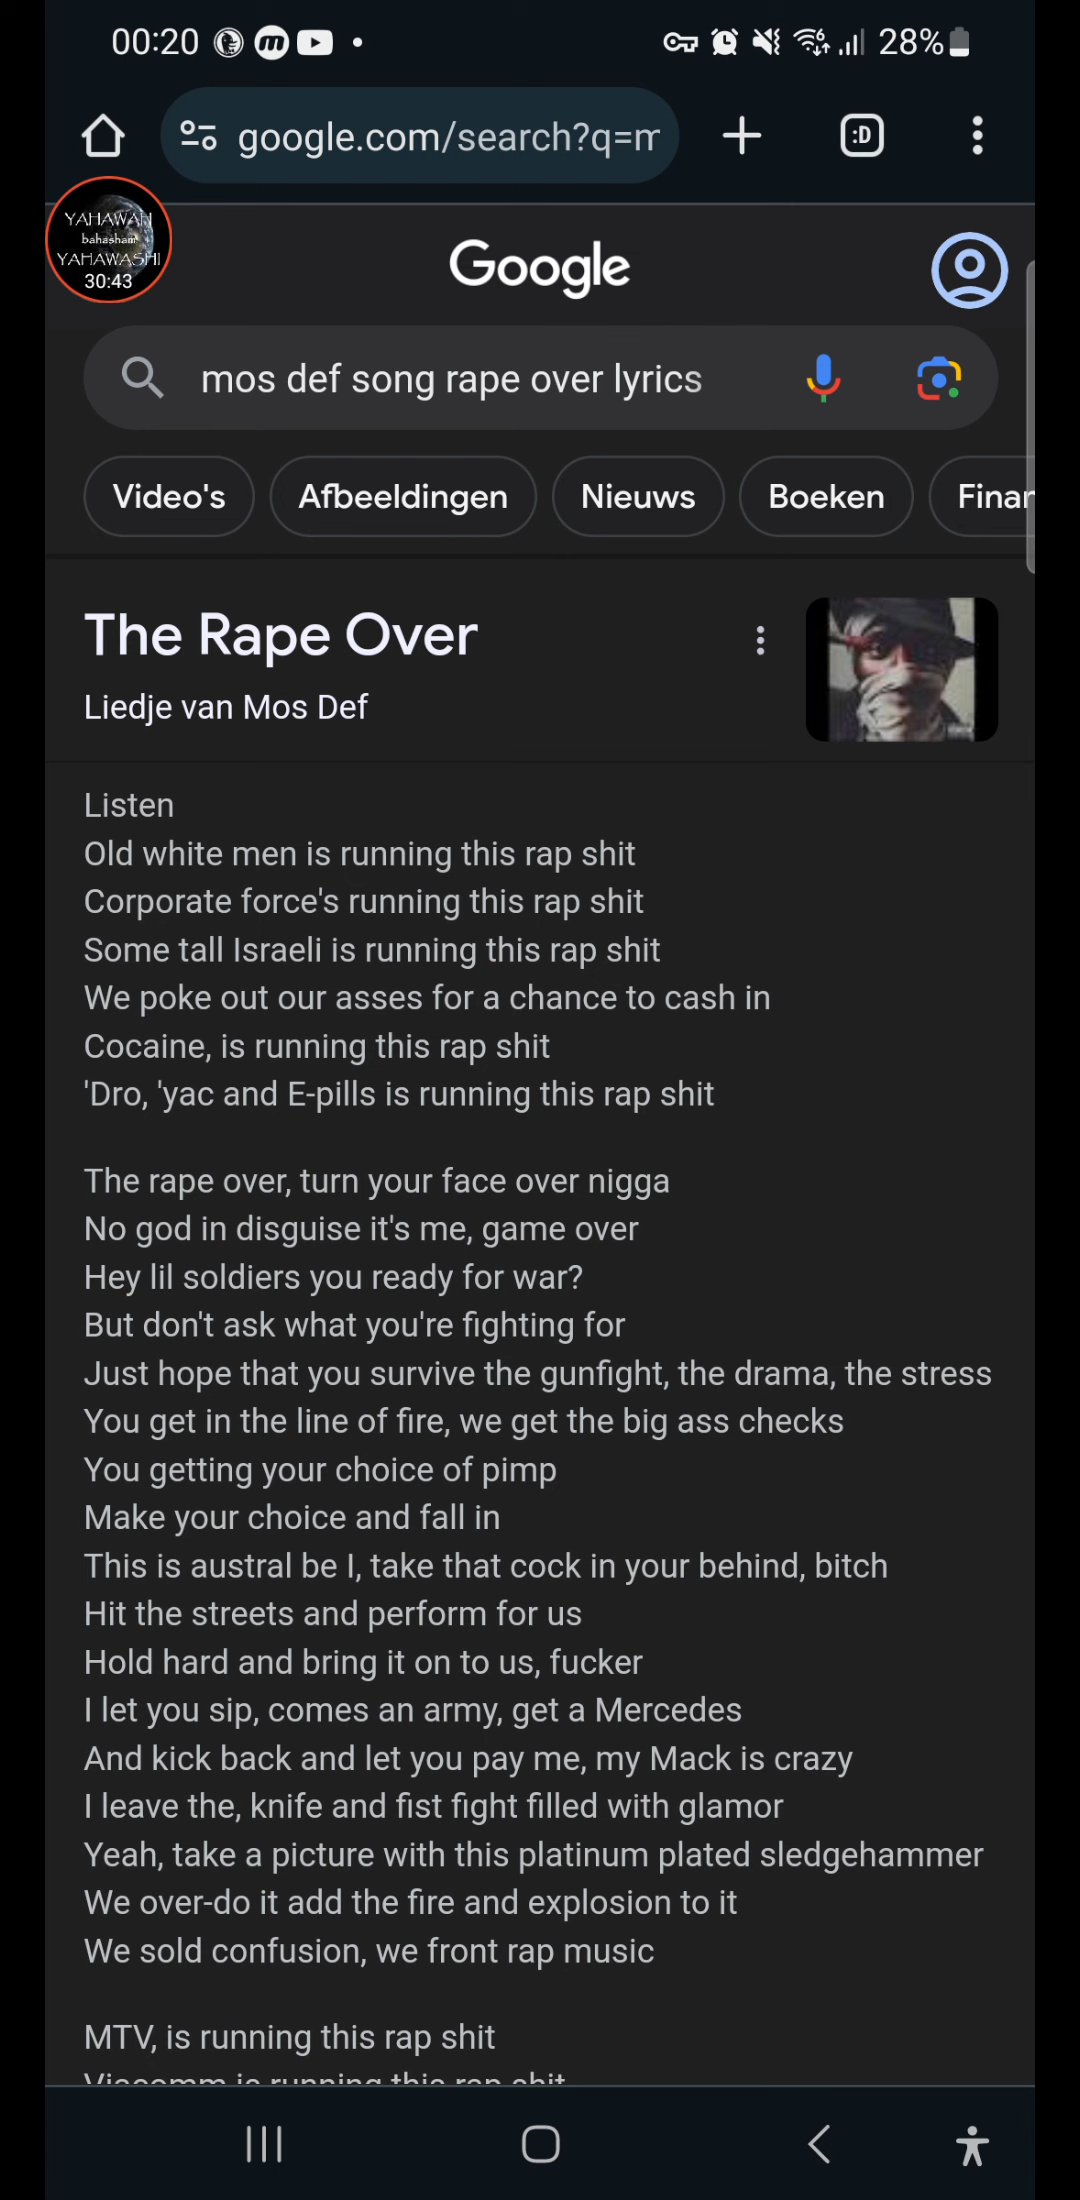 00:20
28%
google.com/search?q=m
:D
YAHAWAH
bahasham
YAHAWASHI
30:43
Google
mos def song rape over lyrics
Video's Afbeeldingen Nieuws Boeken Finan
The Rape Over
Liedje van Mos Def
Listen
Old white men is running this rap shit
Corporate force's running this rap shit
Some tall Israeli is running this rap shit
We poke out our asses for a chance to cash in
Cocaine, is running this rap shit
'Dro, 'yac and E-pills is running this rap shit
The rape over, turn your face over nigga
No god in disguise it's me, game over
Hey lil soldiers you ready for war?
But don't ask what you're fighting for
Just hope that you survive the gunfight, the drama, the stress
You get in the line of fire, we get the big ass checks
You getting your choice of pimp
Make your choice and fall in
This is austral be I, take that cock in your behind, bitch
Hit the streets and perform for us
Hold hard and bring it on to us, fucker
I let you sip, comes an army, get a Mercedes
And kick back and let you pay me, my Mack is crazy
I leave the, knife and fist fight filled with glamor
Yeah, take a picture with this platinum plated sledgehammer
We over-do it add the fire and explosion to it
We sold confusion, we front rap music
MTV, is running this rap shit
Viacomm is running this rap shit